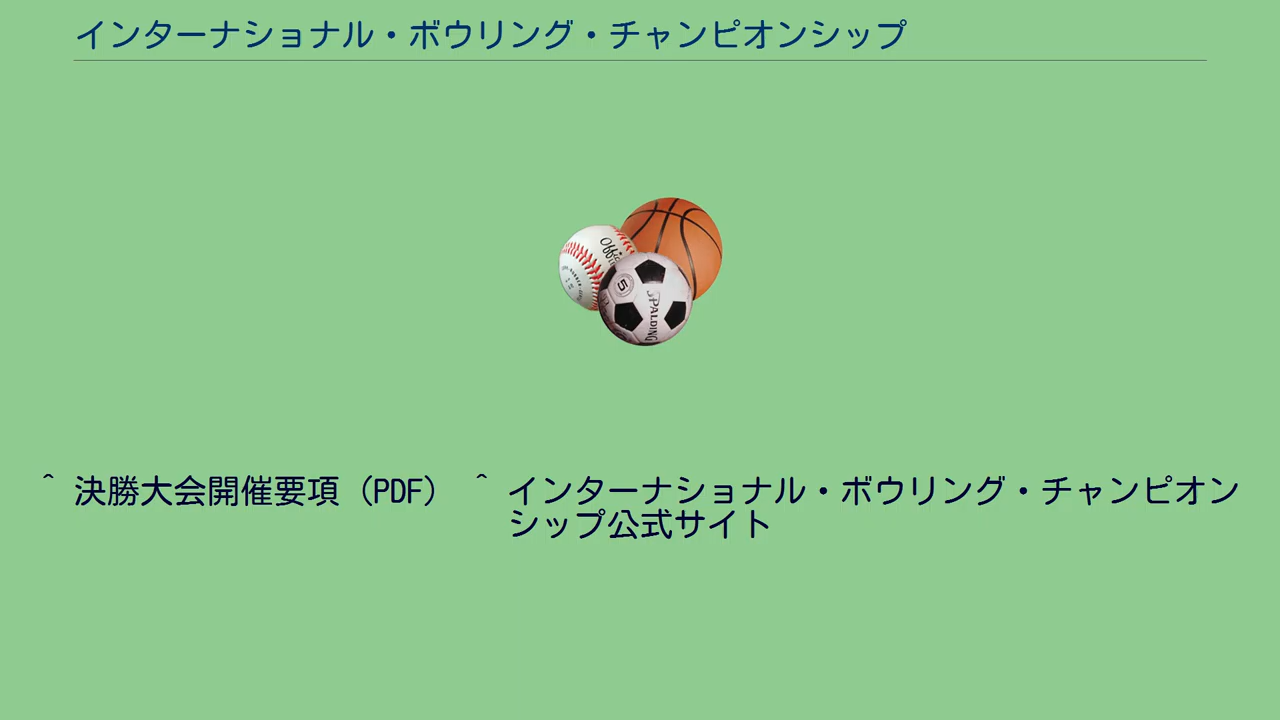 インターナショナル・ボウリング・チャンピオンシップ
Offi
5
SPALDING
^ 決勝大会開催要項（PDF）
^ インターナショナル・ボウリング・チャンピオン
シップ公式サイト